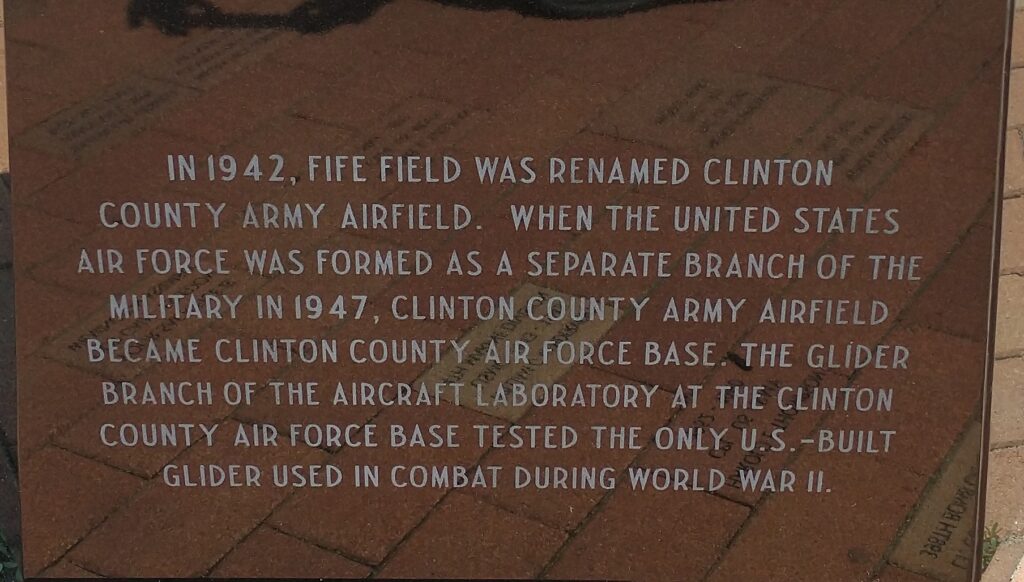 IN 1942, FIFE FIELD WAS RENAMED CLINTON
COUNTY ARMY AIRFIELD. WHEN THE UNITED STATES
AIR FORCE WAS FORMED AS A SEPARATE BRANCH OF THE
MILITARY IN 1947, CLINTON COUNTY ARMY AIRFIELD
BECAME CLINTON COUNTY AIR FORCE BASE. THE GLIDER
BRANCH OF THE AIRCRAFT LABORATORY AT THE CLINTON
COUNTY AIR FORCE BASE TESTED THE ONLY U.S.-BUILT
GLIDER USED IN COMBAT DURING WORLD WAR II.